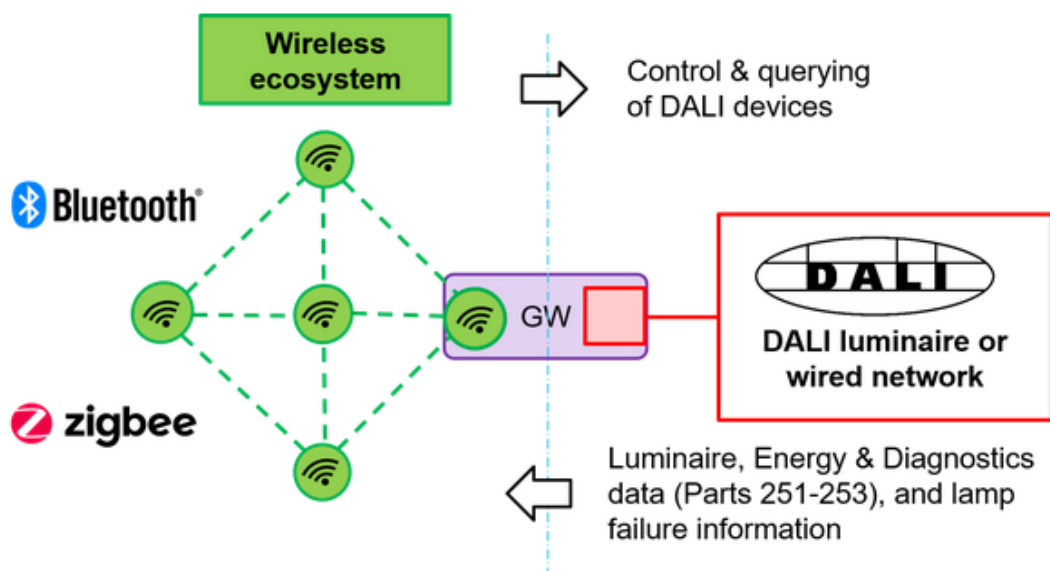 Wireless
ecosystem
Control & querying
of DALI devices
Bluetooth®
GW
DALI
DALI luminaire or
wired network
zigbee
Luminaire, Energy & Diagnostics
data (Parts 251-253), and lamp
failure information